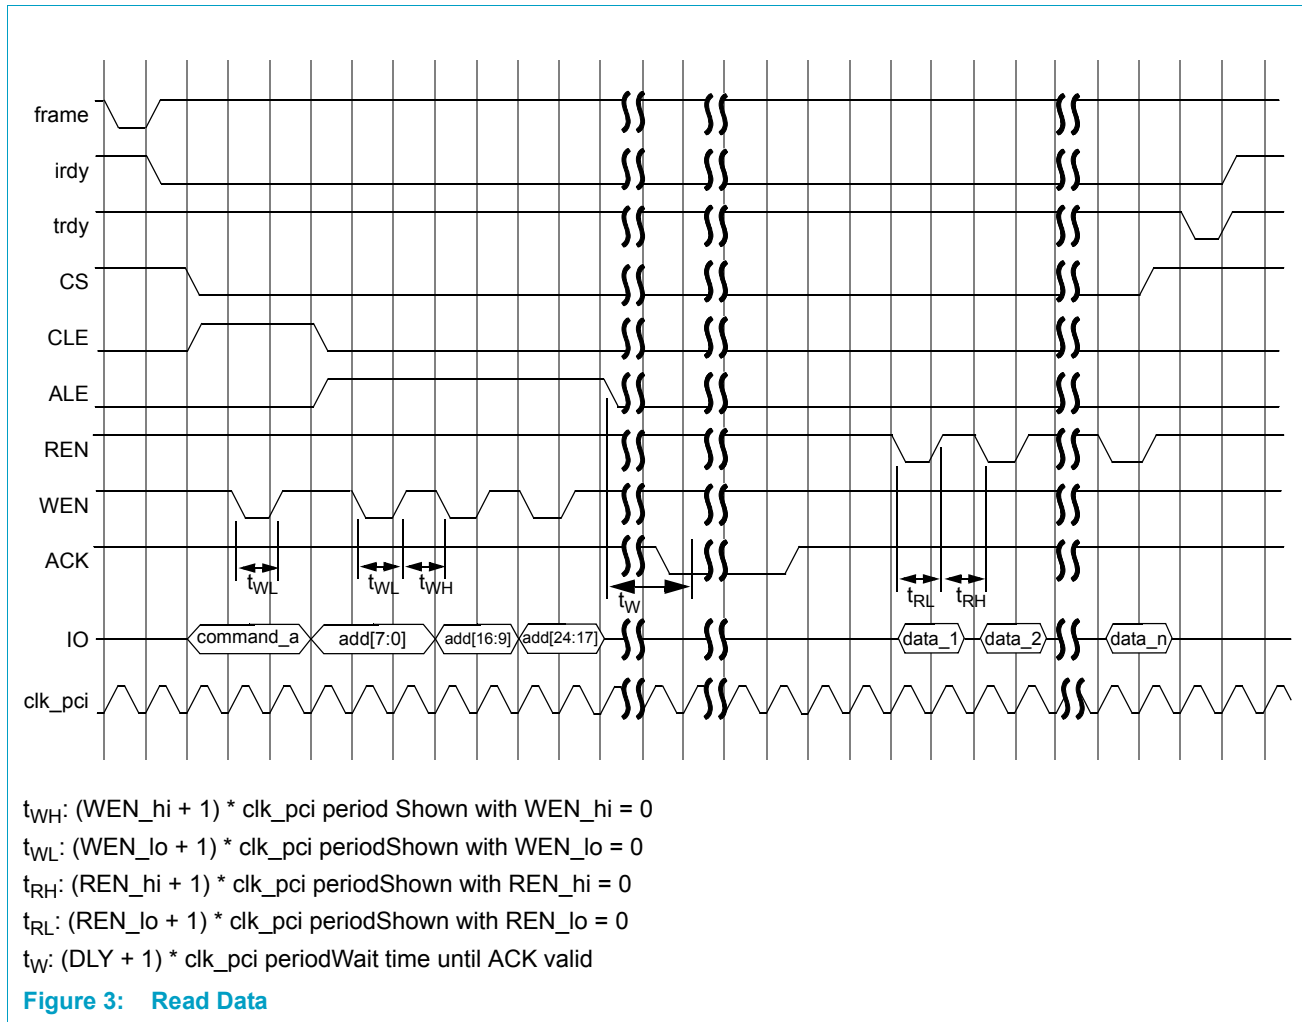 frame
irdy
trdy
CS
CLE
ALE
REN
WEN
ACK
tWL
tWL
tWH
tW
tRL
tRH
IO
command_a
add[7:0]
add[16:9]
add[24:17]
data_1
data_2
data_n
clk_pci
tWH: (WEN_hi + 1) * clk_pci period Shown with WEN_hi = 0
tWL: (WEN_lo + 1) * clk_pci periodShown with WEN_lo = 0
tRH: (REN_hi + 1) * clk_pci periodShown with REN_hi = 0
tRL: (REN_lo + 1) * clk_pci periodShown with REN_lo = 0
tW: (DLY + 1) * clk_pci periodWait time until ACK valid
Figure 3: Read Data